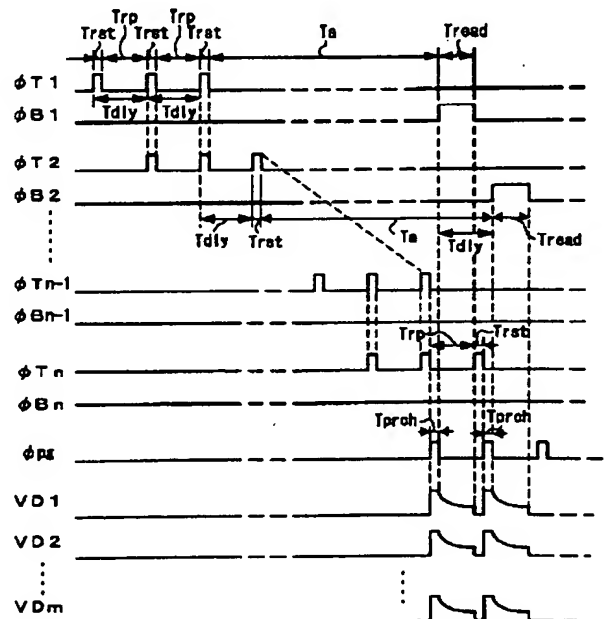 Trp Trp
Trst Trst Trst Ta Tread
φT1
Tdly Tdly
φB1
φT2
φB2
Tdly Trst Ta Tdly Tread
φTn-1
φBn-1
Trp Trst
φTn
φBn
Tprch Tprch
φpg
VD1
VD2
VDm